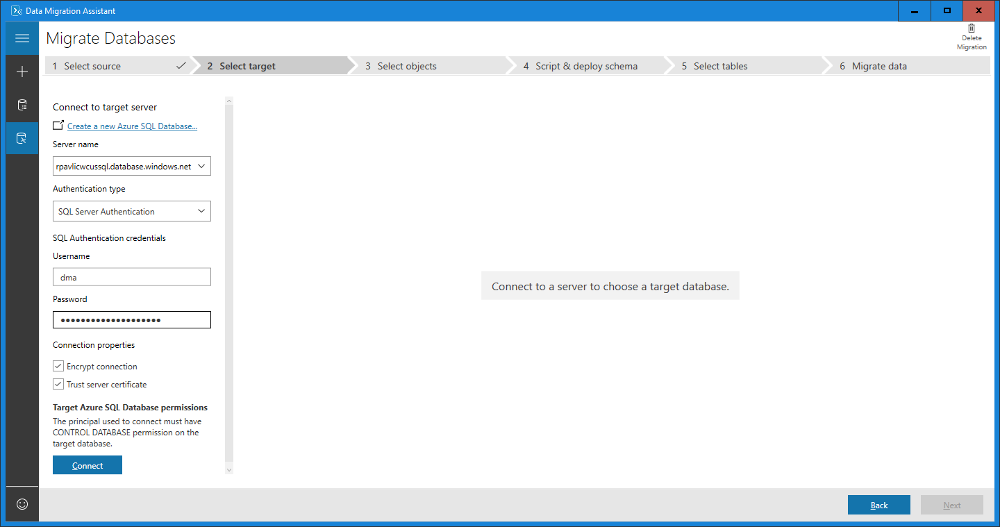 Data Migration Assistant
Migrate Databases
Delete
Migration
1 Select source
2 Select target
3 Select objects
4 Script & deploy schema
5 Select tables
6 Migrate data
Connect to target server
Create a new Azure SQL Database...
Server name
rpavlicwcussql.database.windows.net
Authentication type
SQL Server Authentication
SQL Authentication credentials
Username
dma
Password
●●●●●●●●●●●●●●●●●●●●
Connection properties
Encrypt connection
Trust server certificate
Target Azure SQL Database permissions
The principal used to connect must have
CONTROL DATABASE permission on the
target database.
Connect
Connect to a server to choose a target database.
Back
Next